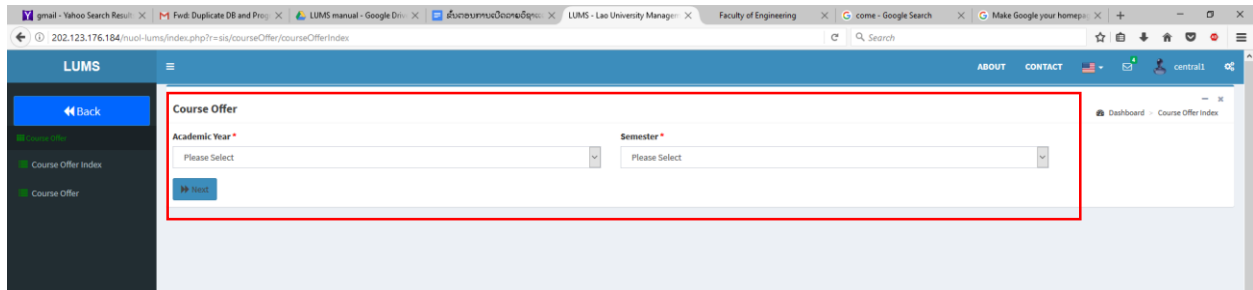 gmail - Yahoo Search Result
Fwd: Duplicate DB and Prog
LUMS manual - Google Driv
LUMS - Lao University Managem
Faculty of Engineering
come - Google Search
Make Google your homepag
202.123.176.184/nuol-lums/index.php?r=sis/courseOffer/courseOfferIndex
Search
LUMS
ABOUT CONTACT 4 central1
Back
Course Offer
Dashboard > Course Offer Index
Course Offer
Course Offer Index
Course Offer
Academic Year * Semester *
Please Select Please Select
Next